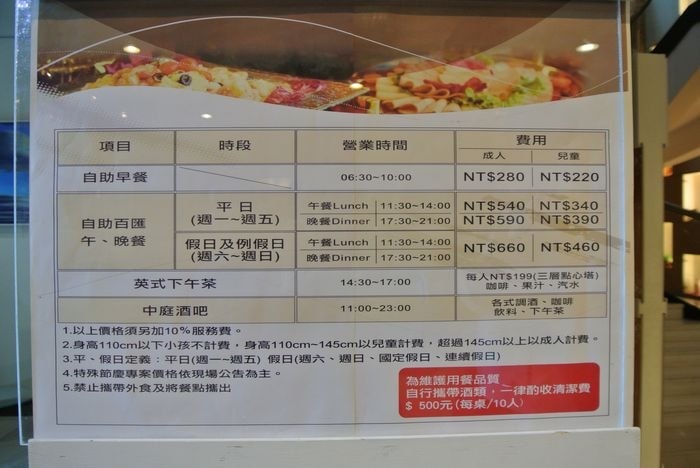 項目 時段 營業時間 費用
成人 兒童
自助早餐 06:30~10:00 NT$280 NT$220
自助百匯
午、晚餐
平日
(週一~週五)
午餐Lunch 11:30~14:00 NT$540 NT$340
晚餐Dinner 17:30~21:00 NT$590 NT$390
假日及例假日
(週六~週日)
午餐Lunch 11:30~14:00
晚餐Dinner 17:30~21:00
NT$660 NT$460
英式下午茶 14:30~17:00
每人NT$199(三層點心塔)
咖啡、果汁、汽水
中庭酒吧 11:00~23:00
各式調酒、咖啡
飲料、下午茶
1.以上價格須另加10%服務費。
2.身高110cm以下小孩不計費，身高110cm~145cm以兒童計費，超過145cm以上以成人計費。
3.平、假日定義：平日(週一~週五) 假日(週六、週日、國定假日、連續假日)
4.特殊節慶專案價格依現場公告為主。
5.禁止攜帶外食及將餐點攜出
為維護用餐品質
自行攜帶酒類，一律酌收清潔費
$ 500元(每桌/10人)